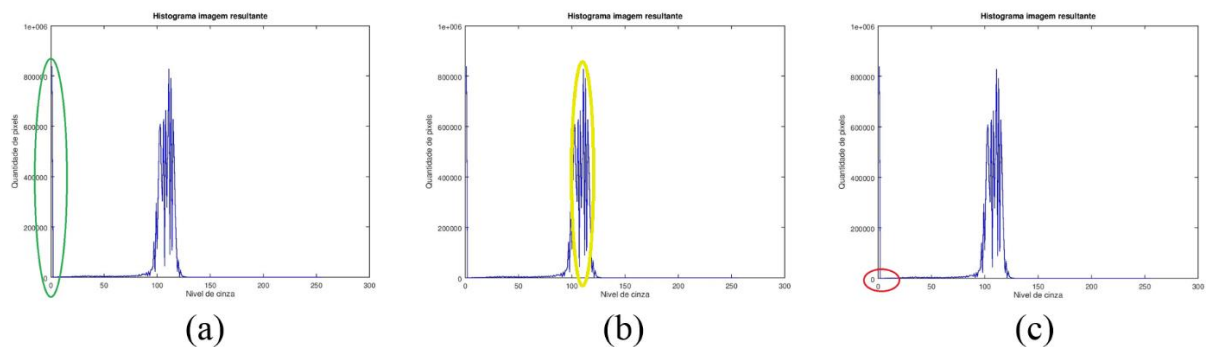 Histograma imagem resultante
1e+006
800000
600000
400000
200000
0
Quantidade de pixels
0 50 100 150 200 250 300
Nivel de cinza
(a)
Histograma imagem resultante
1e+006
800000
600000
400000
200000
0
Quantidade de pixels
0 50 100 150 200 250 300
Nivel de cinza
(b)
Histograma imagem resultante
1e+006
800000
600000
400000
200000
0
Quantidade de pixels
0 50 100 150 200 250 300
Nivel de cinza
(c)